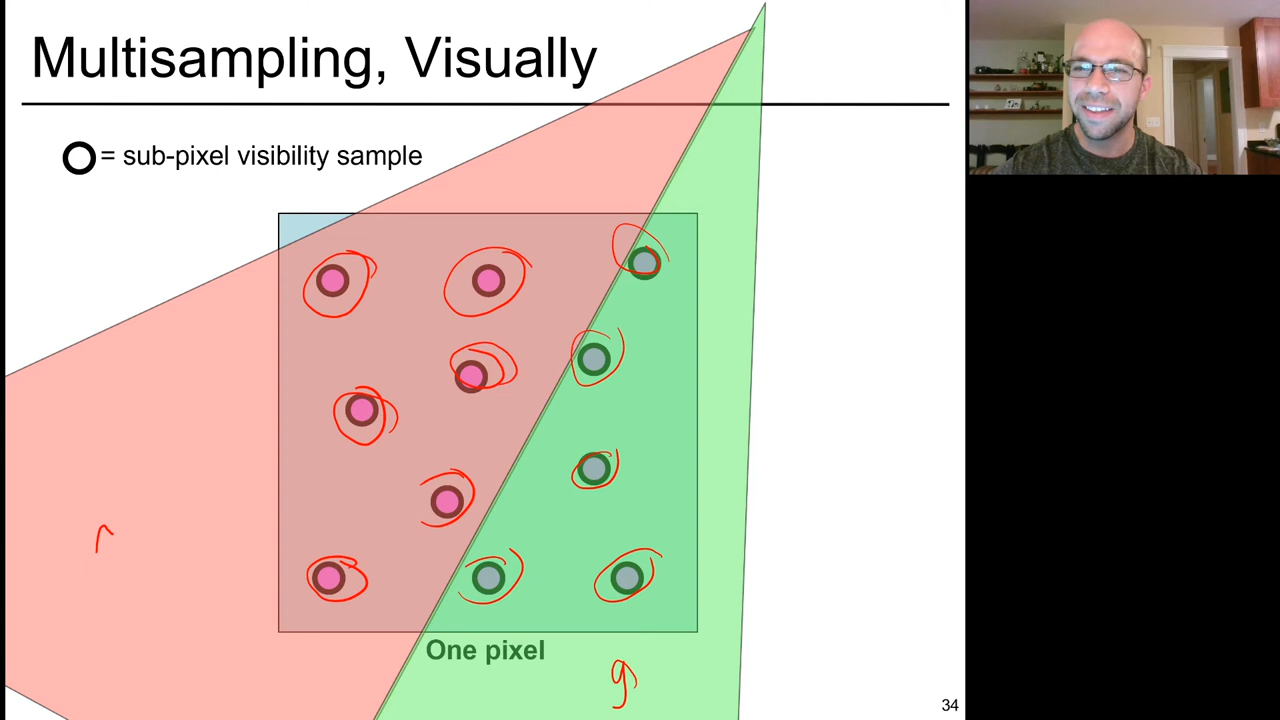 Multisampling, Visually
= sub-pixel visibility sample
r
One pixel
g
34